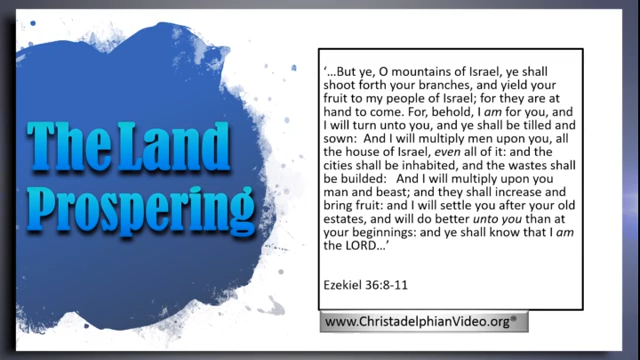 The Land
Prospering
‘…But ye, O mountains of Israel, ye shall
shoot forth your branches, and yield your
fruit to my people of Israel; for they are at
hand to come. For, behold, I am for you, and
I will turn unto you, and ye shall be tilled and
sown: And I will multiply men upon you, all
the house of Israel, even all of it: and the
cities shall be inhabited, and the wastes shall
be builded: And I will multiply upon you
man and beast; and they shall increase and
bring fruit: and I will settle you after your old
estates, and will do better unto you than at
your beginnings: and ye shall know that I am
the LORD…’
Ezekiel 36:8-11
www.ChristadelphianVideo.org®